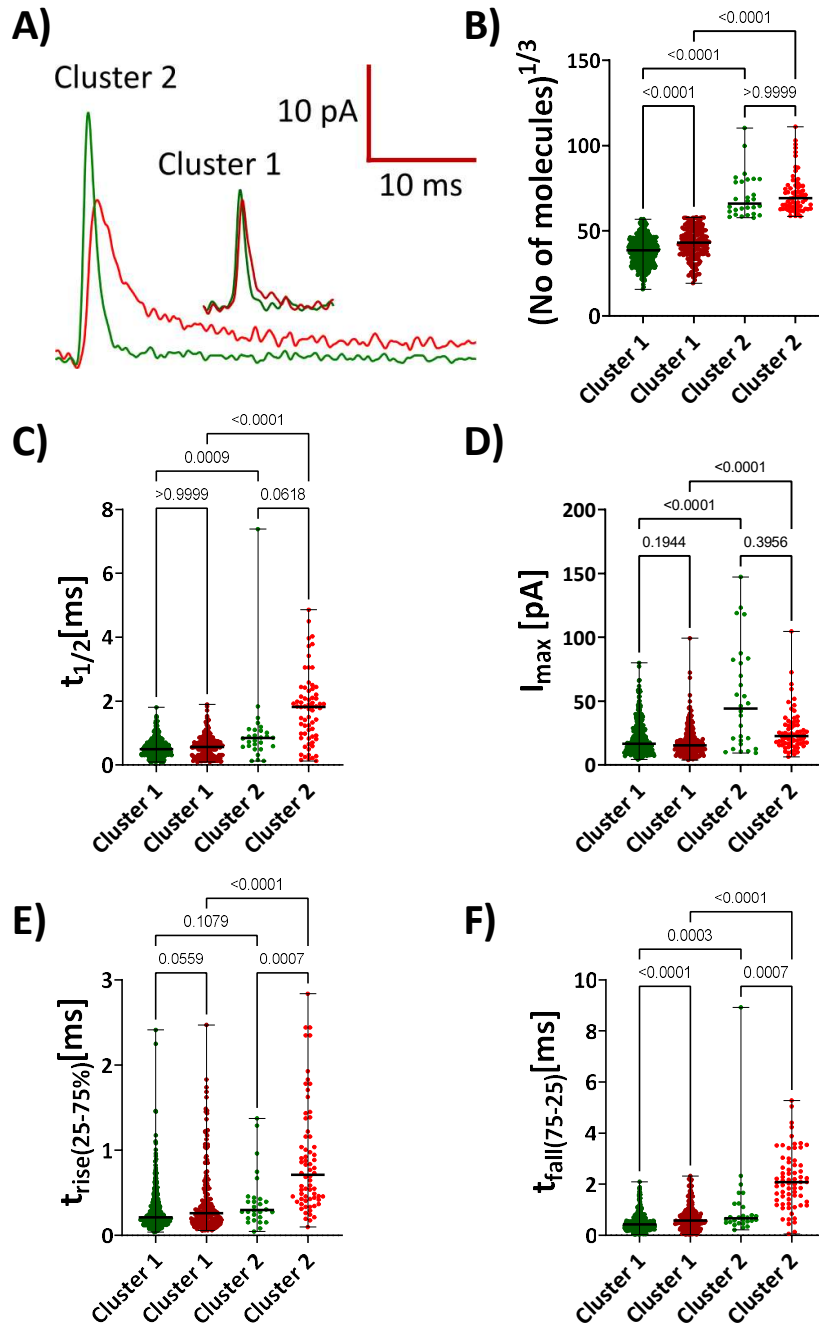 A)
Cluster 2
10 pA
Cluster 1
10 ms
B)
<0.0001
<0.0001
<0.0001
>0.9999
(No of molecules)1/3
150
100
50
0
Cluster 1
Cluster 1
Cluster 2
Cluster 2
C)
<0.0001
0.0009
>0.9999
0.0618
t1/2[ms]
8
6
4
2
0
Cluster 1
Cluster 1
Cluster 2
Cluster 2
D)
<0.0001
<0.0001
0.1944
0.3956
Imax [pA]
200
150
100
50
0
Cluster 1
Cluster 1
Cluster 2
Cluster 2
E)
<0.0001
0.1079
0.0559
0.0007
trise(25-75%)[ms]
3
2
1
0
Cluster 1
Cluster 1
Cluster 2
Cluster 2
F)
<0.0001
0.0003
<0.0001
0.0007
tfall(75-25)[ms]
10
8
6
4
2
0
Cluster 1
Cluster 1
Cluster 2
Cluster 2